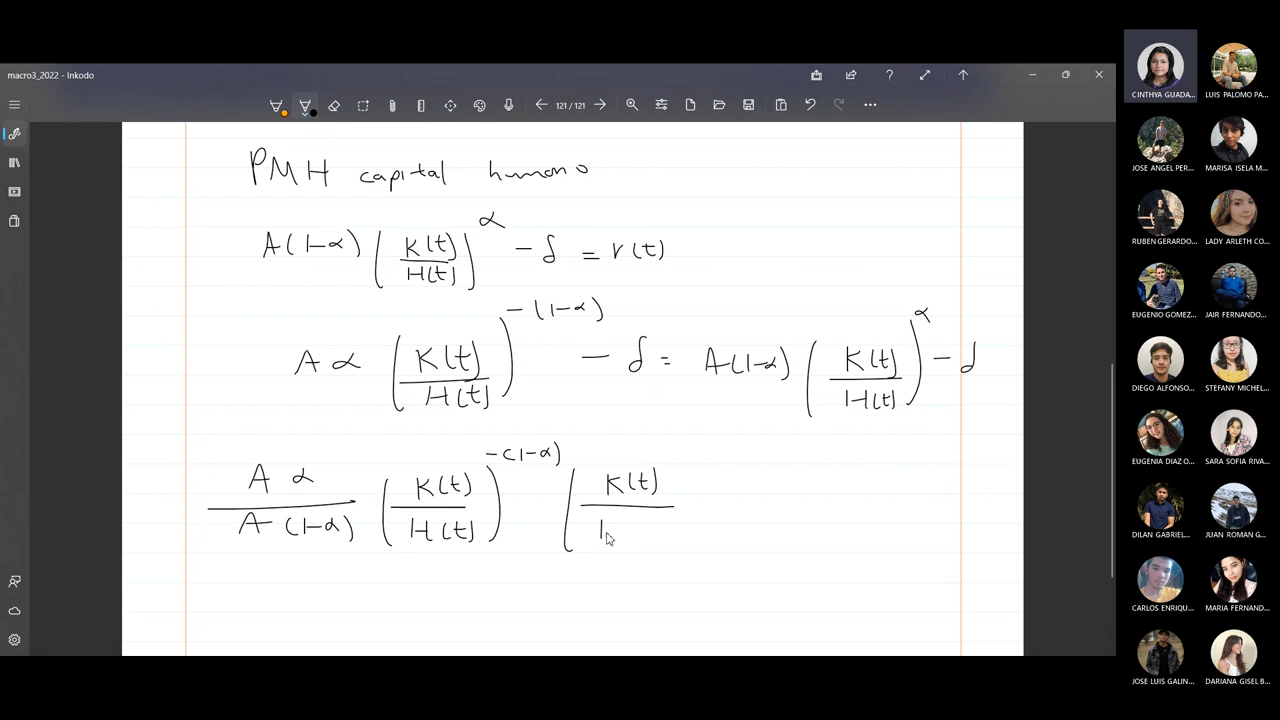 macro3_2022 - Inkodo
121 / 121
PMH capital humano
A(1-α) (K(t)/H(t))^α - δ = r(t)
A α (K(t)/H(t))^-(1-α) - δ = A(1-α) (K(t)/H(t))^α - δ
A α / A (1-α) (K(t)/H(t))^-(1-α) (K(t)/
CINTHYA GUADA...
LUIS PALOMO PA...
JOSE ANGEL PER...
MARISA ISELA M...
RUBEN GERARDO...
LADY ARLETH CO...
EUGENIO GOMEZ...
JAIR FERNANDO...
DIEGO ALFONSO...
STEFANY MICHEL...
EUGENIA DIAZ O...
SARA SOFIA RIVA...
DILAN GABRIEL...
JUAN ROMAN G...
CARLOS ENRIQU...
MARIA FERNAND...
JOSE LUIS GALIN...
DARIANA GISEL B...